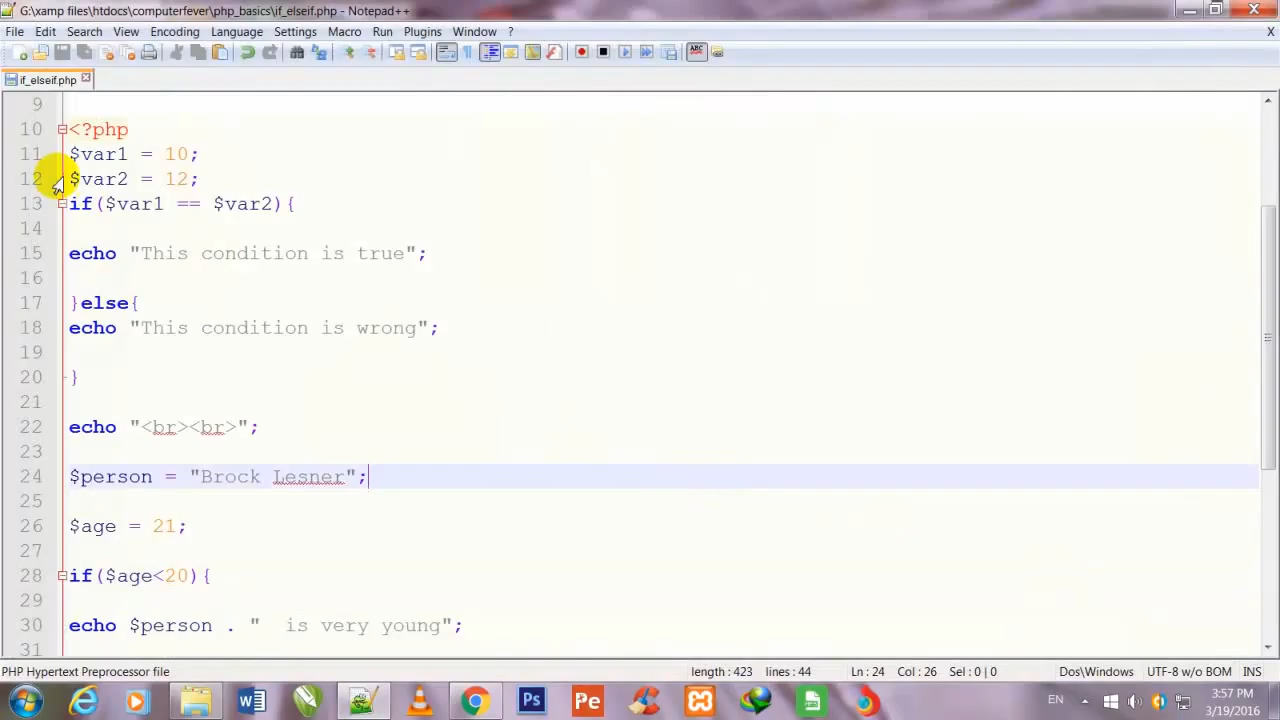 G:\xamp files\htdocs\computerfever\php_basics\if_elseif.php - Notepad++
File Edit Search View Encoding Language Settings Macro Run Plugins Window ? X
ABC
if_elseif.php
9
10 <?php
11 $var1 = 10;
12 $var2 = 12;
13 if($var1 == $var2){
14
15 echo "This condition is true";
16
17 }else{
18 echo "This condition is wrong";
19
20 }
21
22 echo "<br><br>";
23
24 $person = "Brock Lesner";
25
26 $age = 21;
27
28 if($age<20){
29
30 echo $person . "  is very young";
31
PHP Hypertext Preprocessor file length : 423 lines : 44 Ln : 24 Col : 26 Sel : 0 | 0 Dos\Windows UTF-8 w/o BOM INS
W Ps Pe EN 3:57 PM
3/19/2016